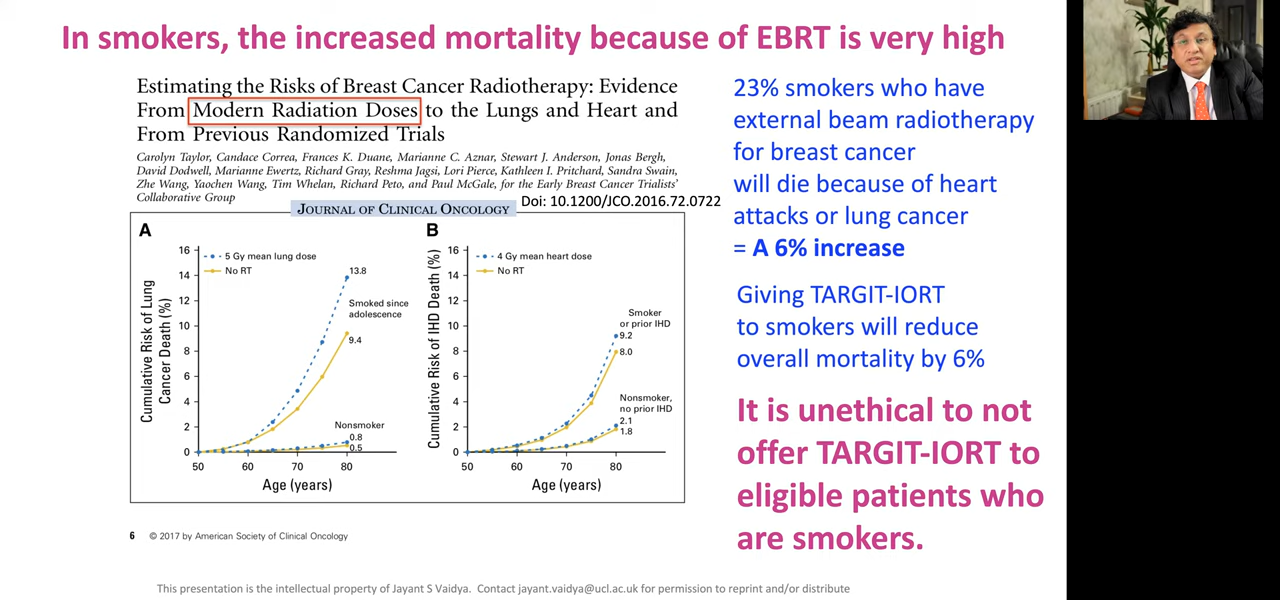 In smokers, the increased mortality because of EBRT is very high
Estimating the Risks of Breast Cancer Radiotherapy: Evidence
From Modern Radiation Doses to the Lungs and Heart and
From Previous Randomized Trials
Carolyn Taylor, Candace Correa, Frances K. Duane, Marianne C. Aznar, Stewart J. Anderson, Jonas Bergh,
David Dodwell, Marianne Ewertz, Richard Gray, Reshma Jagsi, Lori Pierce, Kathleen I. Pritchard, Sandra Swain,
Zhe Wang, Yaochen Wang, Tim Whelan, Richard Peto, and Paul McGale, for the Early Breast Cancer Trialists'
Collaborative Group
JOURNAL OF CLINICAL ONCOLOGY
Doi: 10.1200/JCO.2016.72.0722
A
Cumulative Risk of Lung
Cancer Death (%)
16
14
12
10
8
6
4
2
0
5 Gy mean lung dose
No RT
13.8
Smoked since
adolescence
9.4
Nonsmoker
0.8
0.5
50
60
70
80
Age (years)
B
Cumulative Risk of IHD Death (%)
16
14
12
10
8
6
4
2
0
4 Gy mean heart dose
No RT
Smoker
or prior IHD
9.2
8.0
Nonsmoker,
no prior IHD
2.1
1.8
50
60
70
80
Age (years)
6 © 2017 by American Society of Clinical Oncology
23% smokers who have
external beam radiotherapy
for breast cancer
will die because of heart
attacks or lung cancer
= A 6% increase
Giving TARGIT-IORT
to smokers will reduce
overall mortality by 6%
It is unethical to not
offer TARGIT-IORT to
eligible patients who
are smokers.
This presentation is the intellectual property of Jayant S Vaidya. Contact jayant.vaidya@ucl.ac.uk for permission to reprint and/or distribute